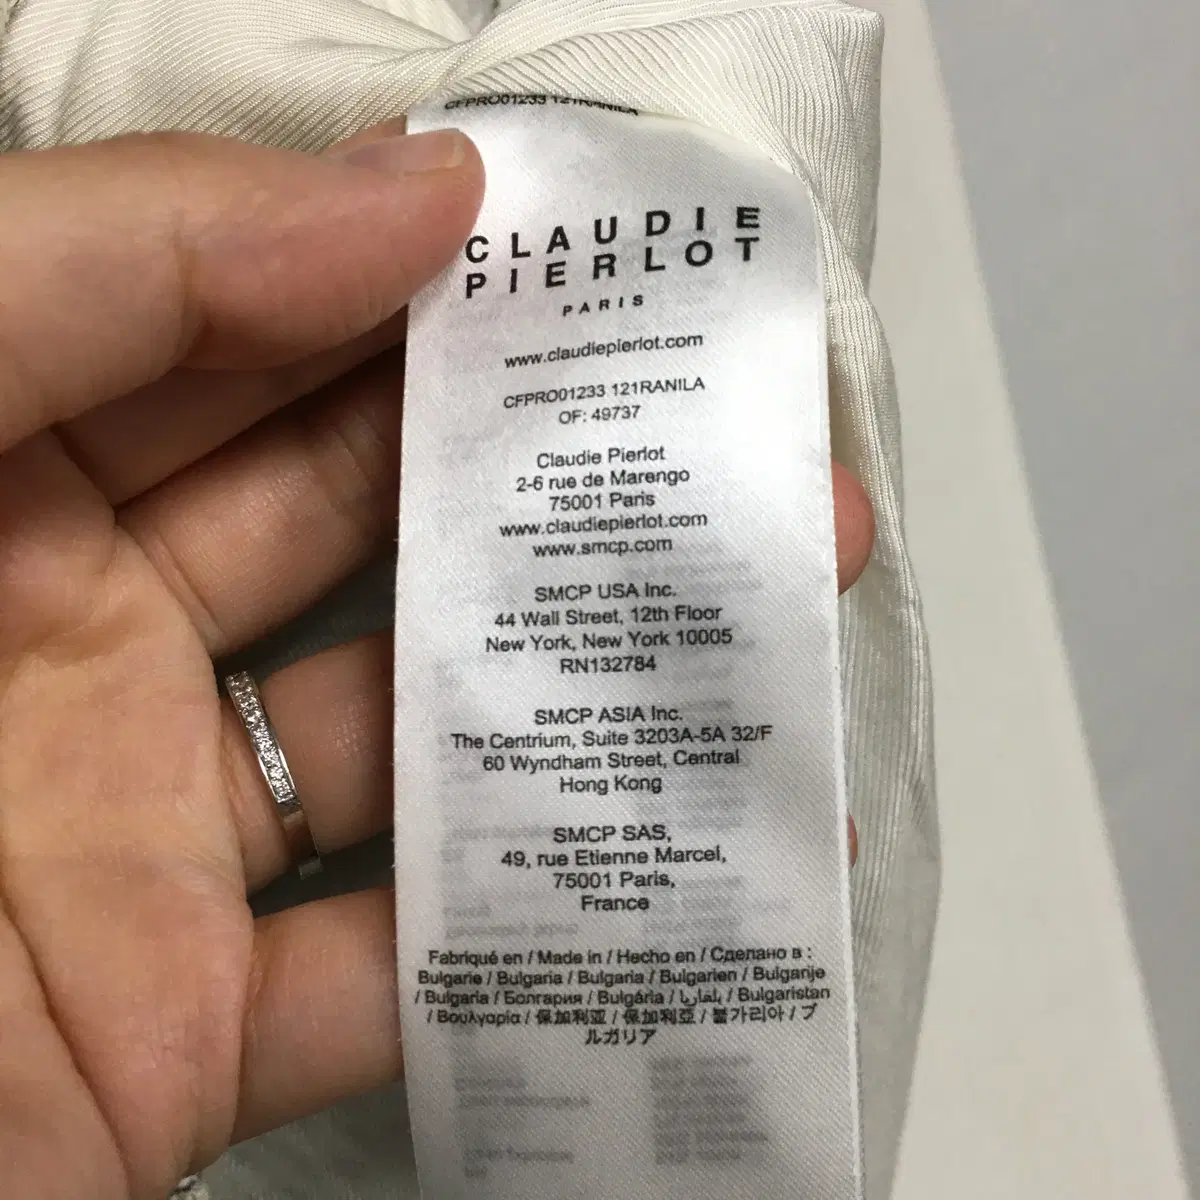 CFPRO01233 121RANILA
CLAUDIE
PIERLOT
PARIS
www.claudiepierlot.com
CFPRO01233 121RANILA
OF: 49737
Claudie Pierlot
2-6 rue de Marengo
75001 Paris
www.claudiepierlot.com
www.smcp.com
SMCP USA Inc.
44 Wall Street, 12th Floor
New York, New York 10005
RN132784
SMCP ASIA Inc.
The Centrium, Suite 3203A-5A 32/F
60 Wyndham Street, Central
Hong Kong
SMCP SAS,
49, rue Etienne Marcel,
75001 Paris,
France
Fabriqué en / Made in / Hecho en / Сделано в :
Bulgarie / Bulgaria / Bulgaria / Bulgarien / Bulgarije
/ Bulgaria / Болгария / Bulgária / بلغاريا / Bulgaristan
/ Βουλγαρία / 保加利亚 / 保加利亞 / 불가리아 / ブ
ルガリア